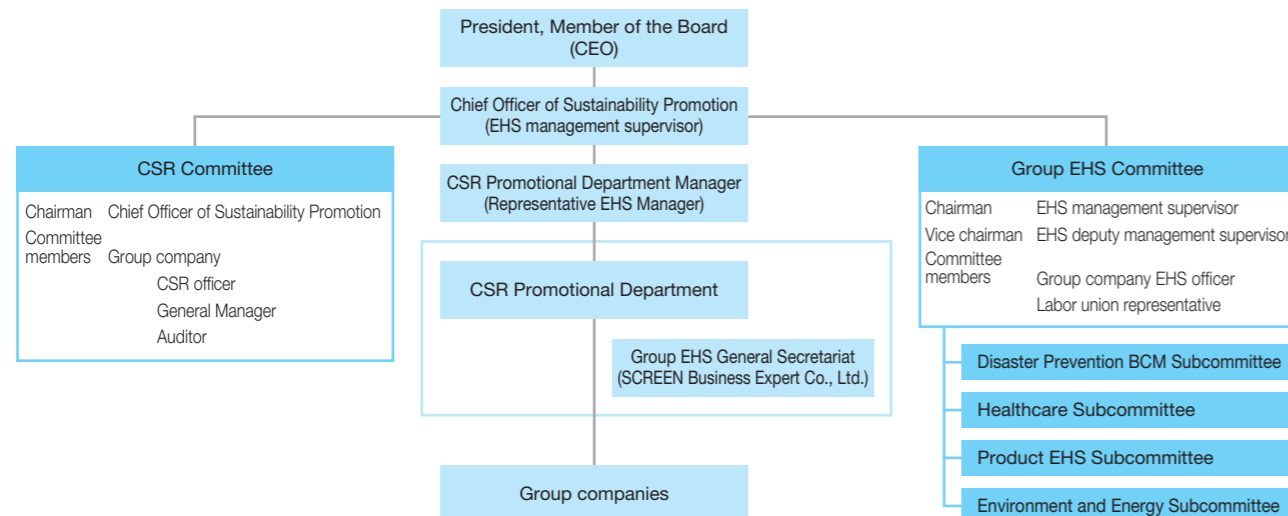 President, Member of the Board
(CEO)
Chief Officer of Sustainability Promotion
(EHS management supervisor)
CSR Committee
Chairman Chief Officer of Sustainability Promotion
Committee
members Group company
CSR officer
General Manager
Auditor
CSR Promotional Department Manager
(Representative EHS Manager)
CSR Promotional Department
Group EHS General Secretariat
(SCREEN Business Expert Co., Ltd.)
Group companies
Group EHS Committee
Chairman EHS management supervisor
Vice chairman EHS deputy management supervisor
Committee
members Group company EHS officer
Labor union representative
Disaster Prevention BCM Subcommittee
Healthcare Subcommittee
Product EHS Subcommittee
Environment and Energy Subcommittee